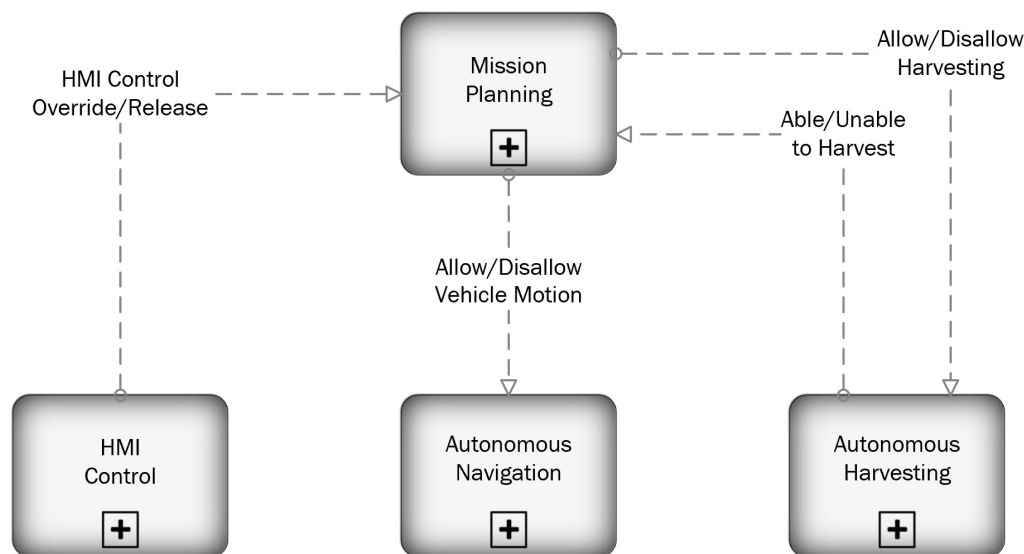 Mission
Planning
HMI Control
Override/Release
Allow/Disallow
Harvesting
Able/Unable
to Harvest
Allow/Disallow
Vehicle Motion
HMI
Control
Autonomous
Navigation
Autonomous
Harvesting